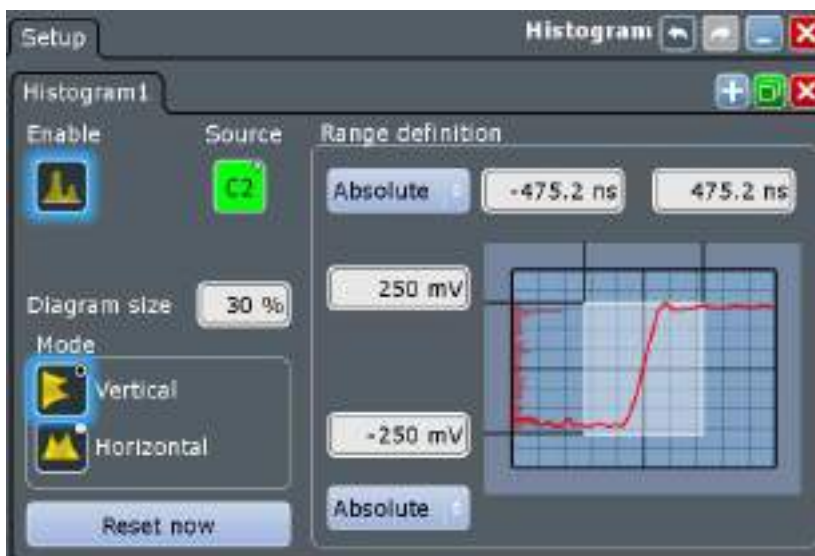 Setup
Histogram
Histogram1
Enable
Source
Range definition
C2
Absolute
-475.2 ns
475.2 ns
250 mV
Diagram size
30 %
Mode
Vertical
-250 mV
Horizontal
Reset now
Absolute